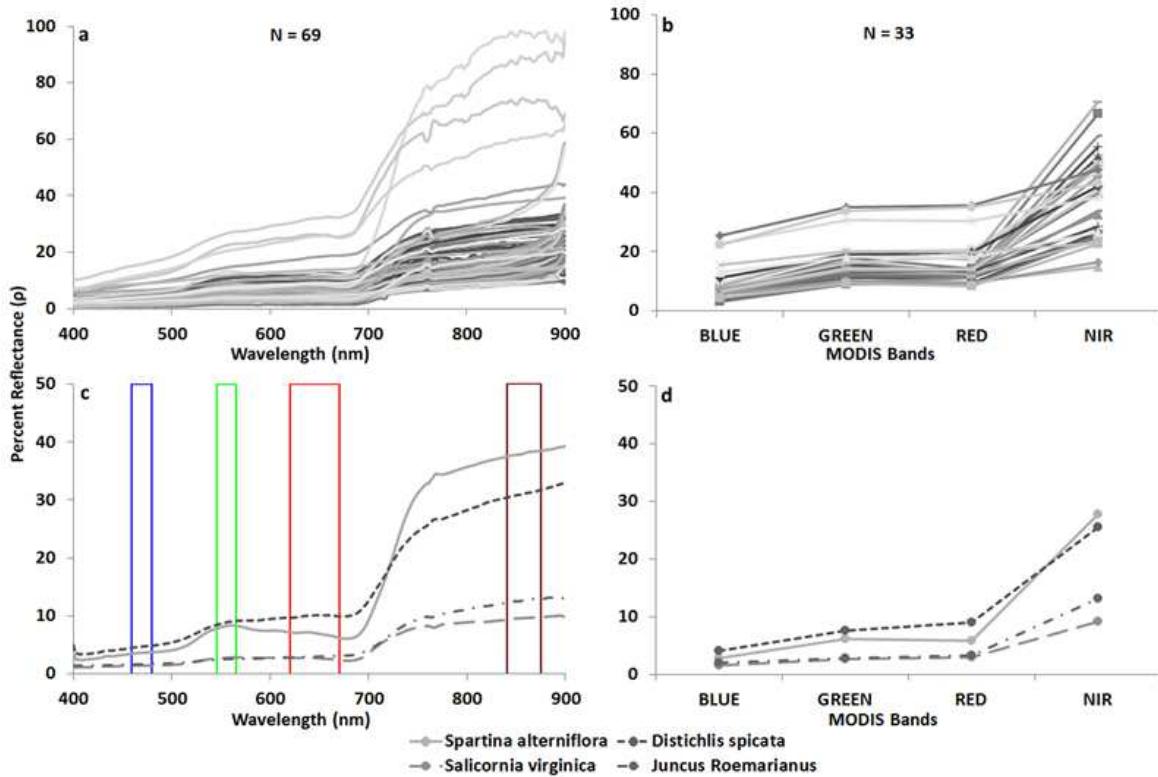 a
N = 69
100
80
60
40
20
0
400 500 600 700 800 900
Wavelength (nm)
b
N = 33
100
80
60
40
20
0
BLUE GREEN RED NIR
MODIS Bands
Percent Reflectance (ρ)
c
50
40
30
20
10
0
400 500 600 700 800 900
Wavelength (nm)
d
50
40
30
20
10
0
BLUE GREEN RED NIR
MODIS Bands
Spartina alterniflora
Distichlis spicata
Salicornia virginica
Juncus Roemarianus